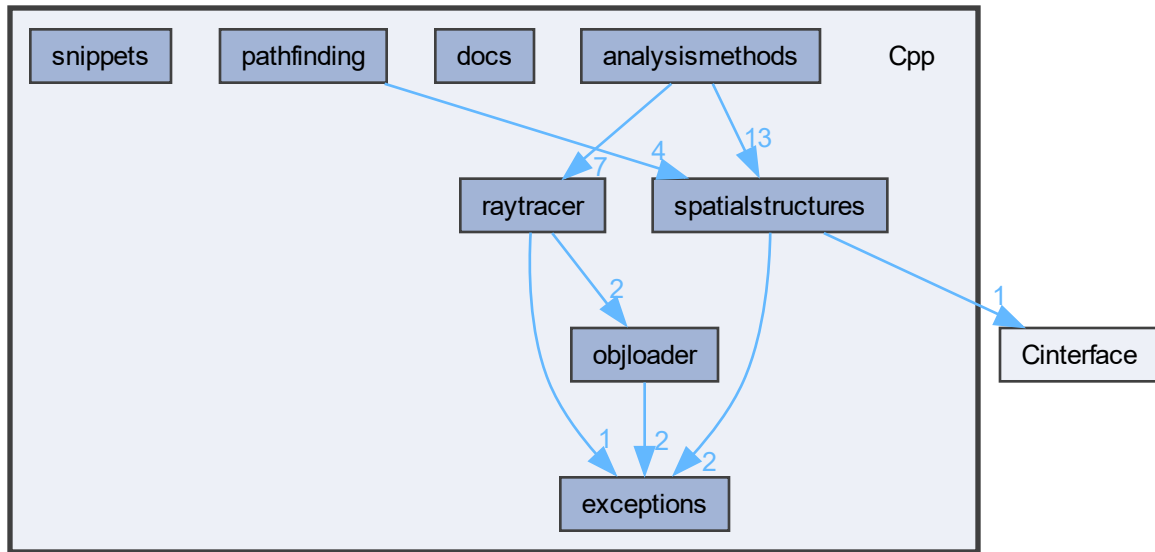 snippets
pathfinding
docs
analysismethods
Cpp
13
4
7
raytracer
spatialstructures
2
1
objloader
Cinterface
1
2
2
exceptions